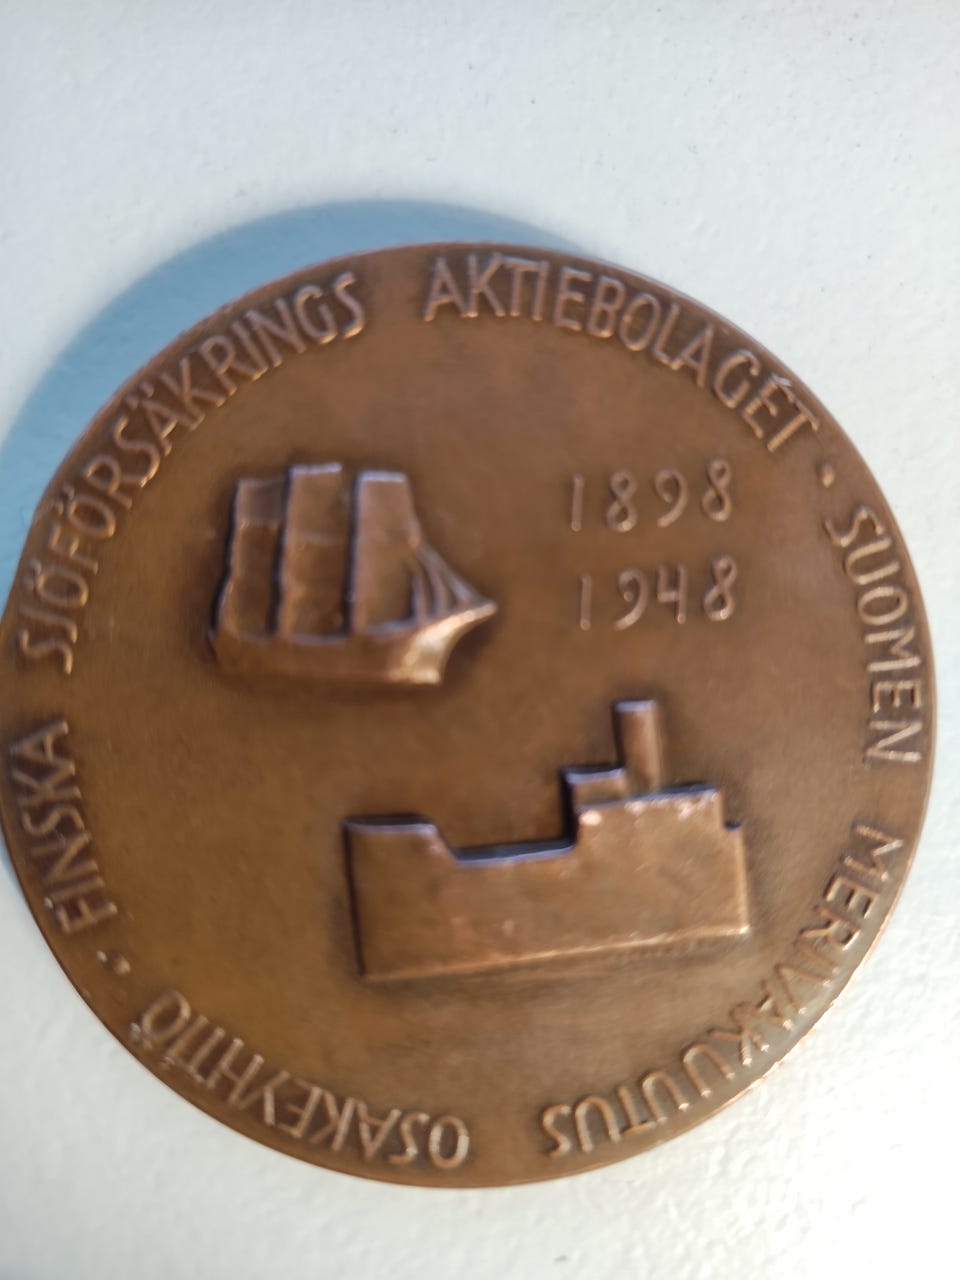 FINSKA SJÖFÖRSÄKRINGS AKTIEBOLAGET · SUOMEN MERIVAKUUTUS OSAKEYHTIÖ ·
1898
1948